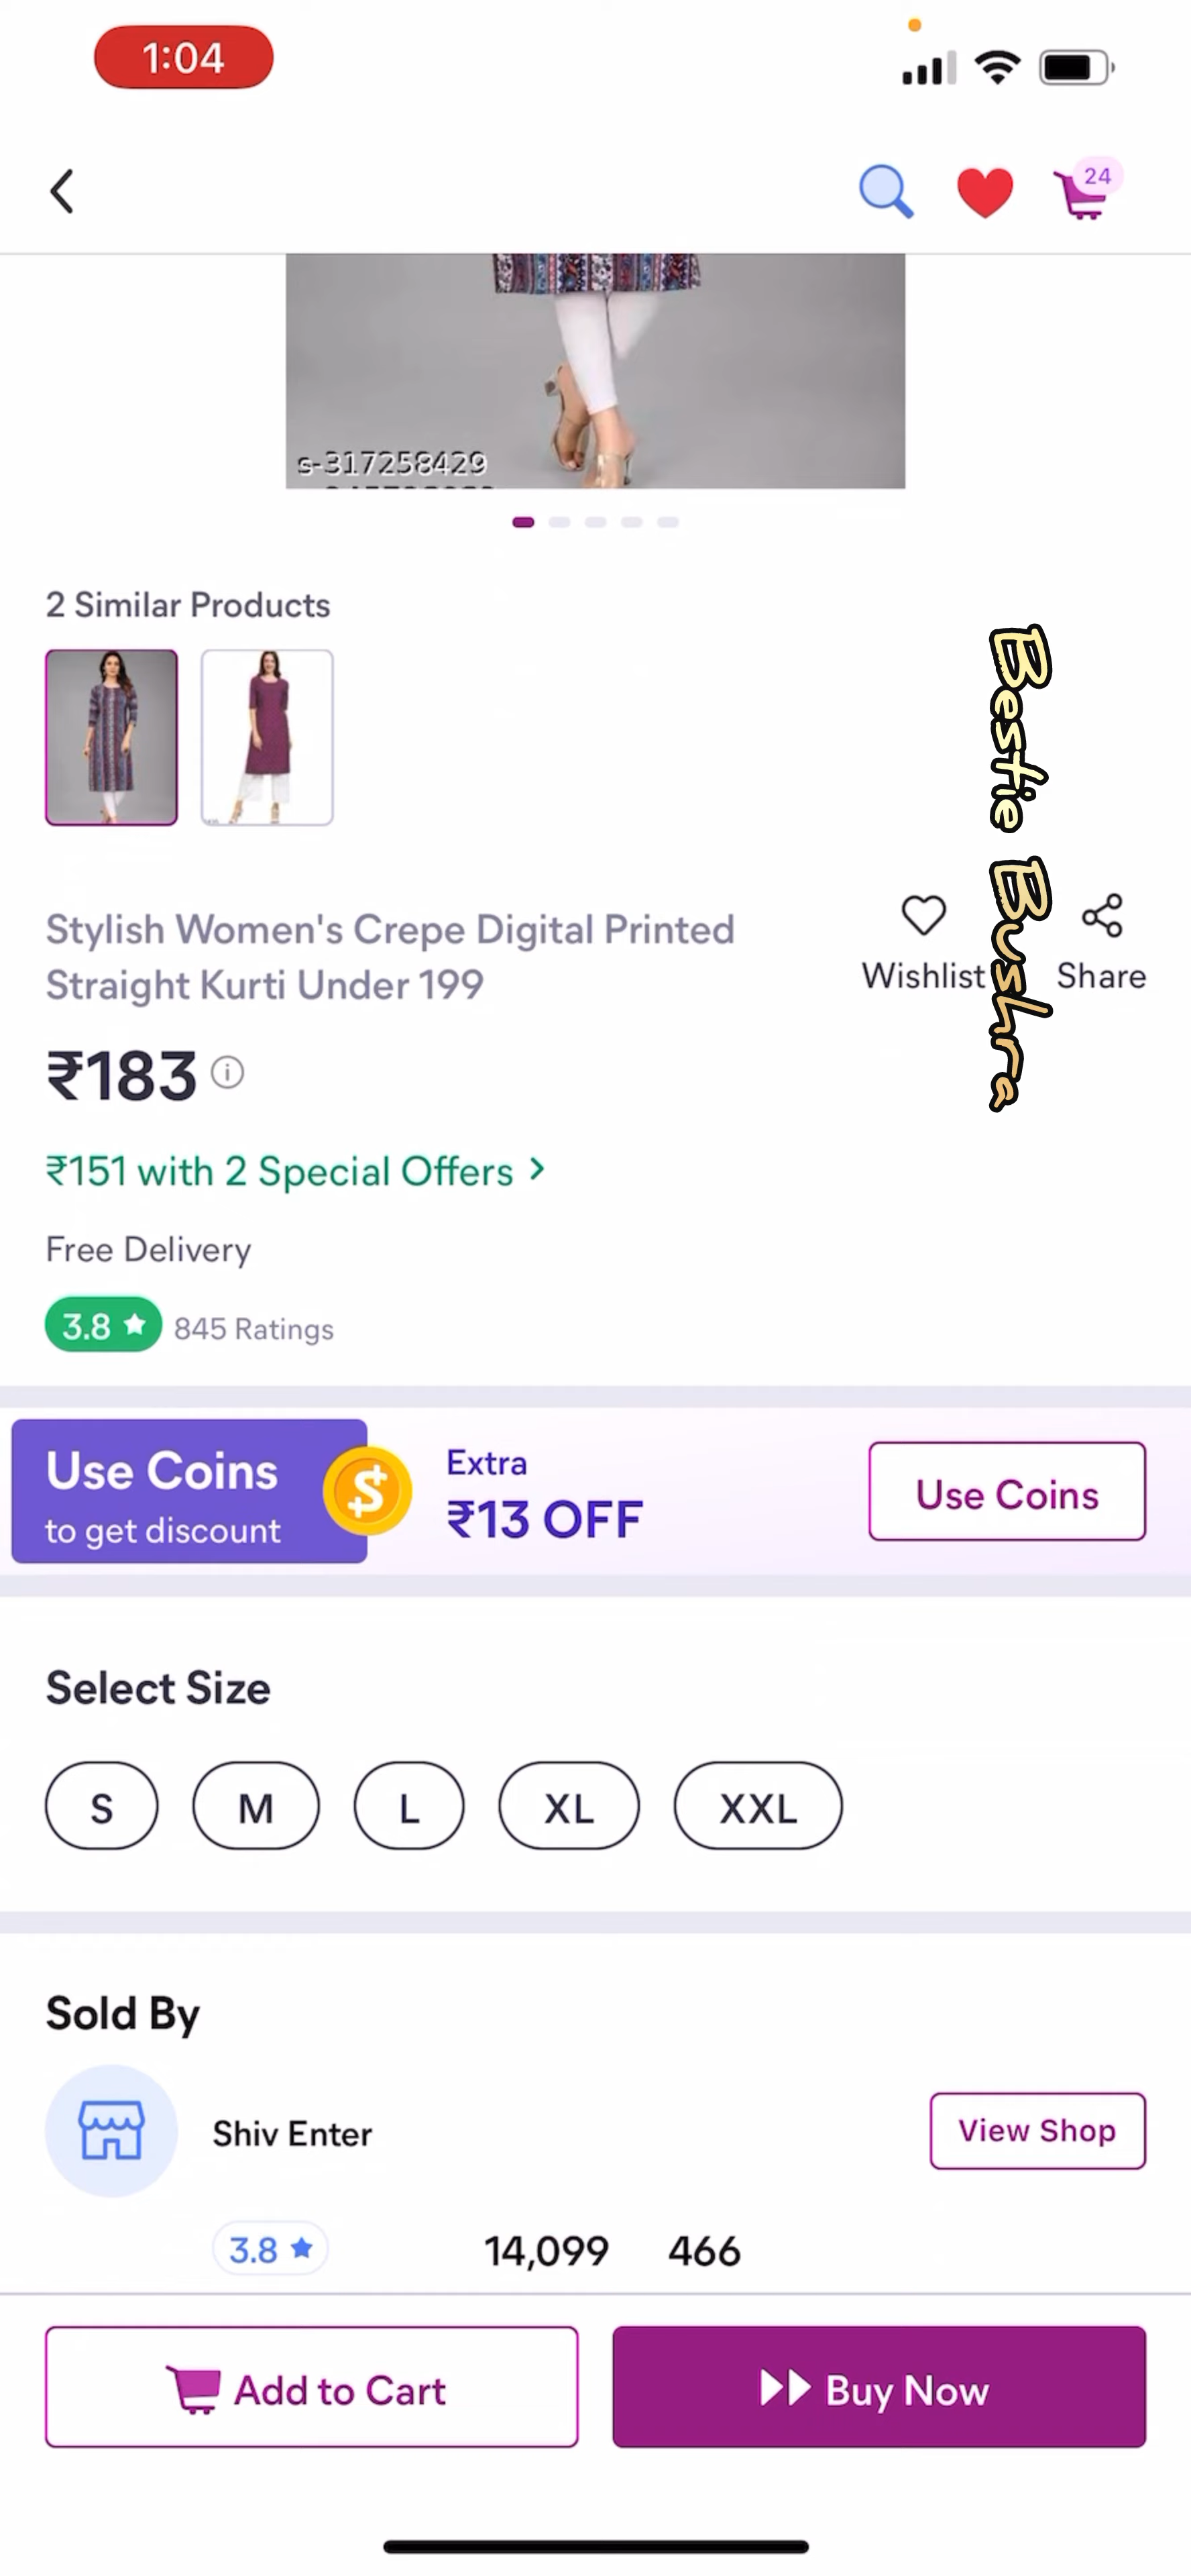 1:04
24
s-317258429
2 Similar Products
Stylish Women's Crepe Digital Printed
Straight Kurti Under 199
Wishlist
Share
Bestie Bushra
₹183
₹151 with 2 Special Offers
Free Delivery
3.8
845 Ratings
Use Coins
to get discount
Extra
₹13 OFF
Use Coins
Select Size
S M L XL XXL
Sold By
Shiv Enter
View Shop
3.8
14,099 466
Add to Cart
Buy Now